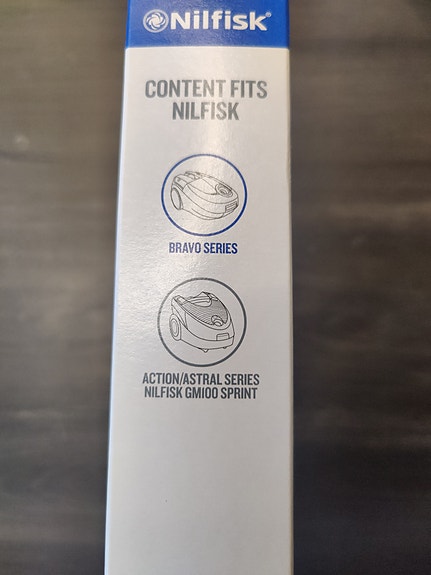 Nilfisk®
CONTENT FITS
NILFISK
BRAVO SERIES
ACTION/ASTRAL SERIES
NILFISK GM100 SPRINT